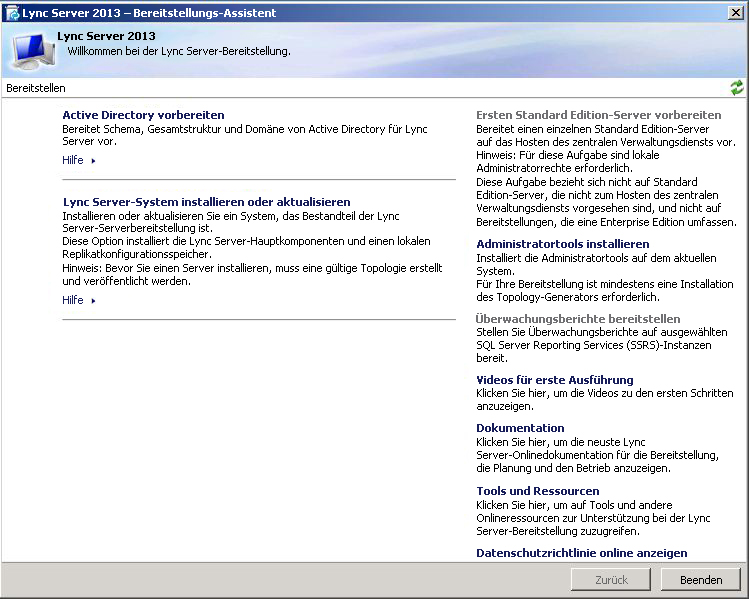 Lync Server 2013 – Bereitstellungs-Assistent
Lync Server 2013
Willkommen bei der Lync Server-Bereitstellung.
Bereitstellen
Active Directory vorbereiten
Bereitet Schema, Gesamtstruktur und Domäne von Active Directory für Lync
Server vor.
Hilfe
Lync Server-System installieren oder aktualisieren
Installieren oder aktualisieren Sie ein System, das Bestandteil der Lync
Server-Serverbereitstellung ist.
Diese Option installiert die Lync Server-Hauptkomponenten und einen lokalen
Replikatkonfigurationsspeicher.
Hinweis: Bevor Sie einen Server installieren, muss eine gültige Topologie erstellt
und veröffentlicht werden.
Hilfe
Ersten Standard Edition-Server vorbereiten
Bereitet einen einzelnen Standard Edition-Server
auf das Hosten des zentralen Verwaltungsdiensts vor.
Hinweis: Für diese Aufgabe sind lokale
Administratorrechte erforderlich.
Diese Aufgabe bezieht sich nicht auf Standard
Edition-Server, die nicht zum Hosten des zentralen
Verwaltungsdiensts vorgesehen sind, und nicht auf
Bereitstellungen, die eine Enterprise Edition umfassen.
Administratortools installieren
Installiert die Administratortools auf dem aktuellen
System.
Für Ihre Bereitstellung ist mindestens eine Installation
des Topology-Generators erforderlich.
Überwachungsberichte bereitstellen
Stellen Sie Überwachungsberichte auf ausgewählten
SQL Server Reporting Services (SSRS)-Instanzen
bereit.
Videos für erste Ausführung
Klicken Sie hier, um die Videos zu den ersten Schritten
anzuzeigen.
Dokumentation
Klicken Sie hier, um die neuste Lync
Server-Onlinedokumentation für die Bereitstellung,
die Planung und den Betrieb anzuzeigen.
Tools und Ressourcen
Klicken Sie hier, um auf Tools und andere
Onlineressourcen zur Unterstützung bei der Lync
Server-Bereitstellung zuzugreifen.
Datenschutzrichtlinie online anzeigen
Zurück
Beenden